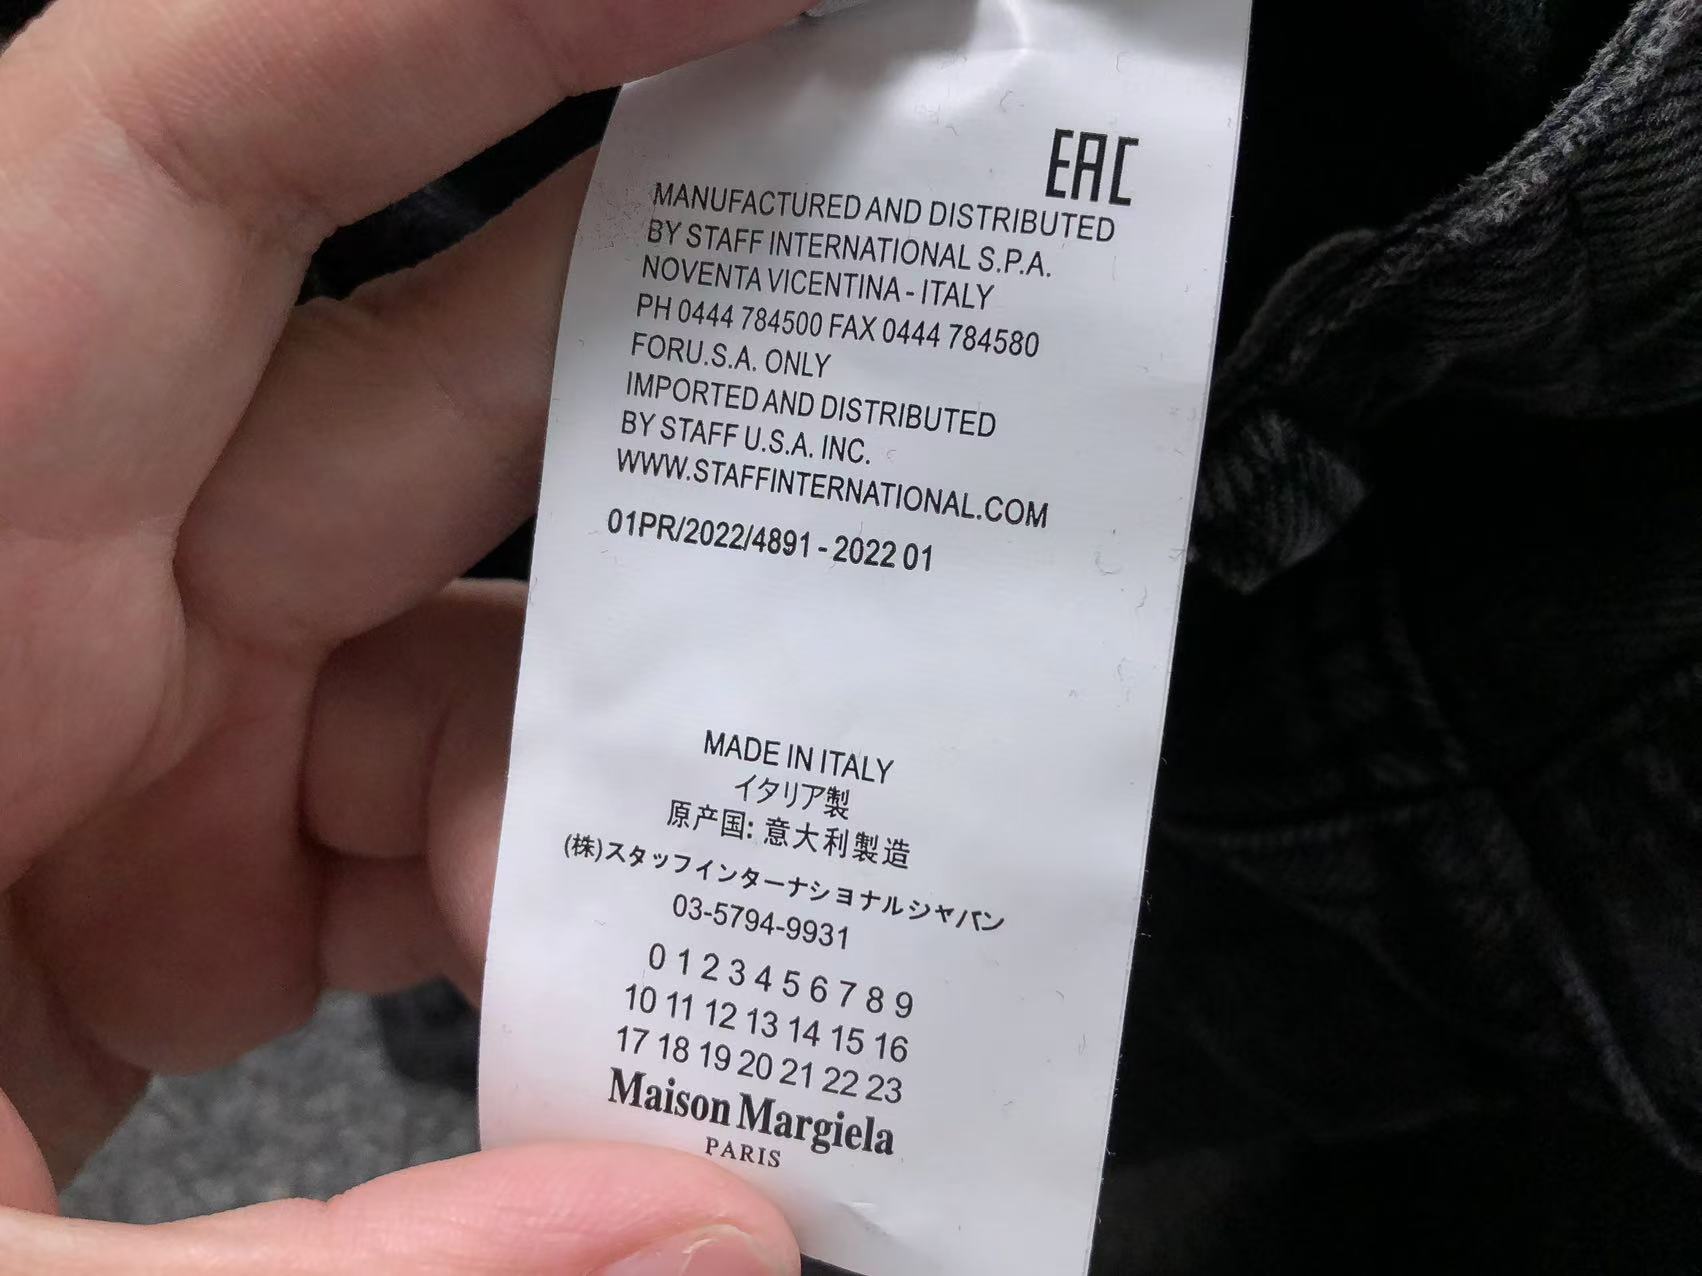 EAC
MANUFACTURED AND DISTRIBUTED
BY STAFF INTERNATIONAL S.P.A.
NOVENTA VICENTINA - ITALY
PH 0444 784500 FAX 0444 784580
FORU.S.A. ONLY
IMPORTED AND DISTRIBUTED
BY STAFF U.S.A. INC.
WWW.STAFFINTERNATIONAL.COM
01PR/2022/4891 - 2022 01
MADE IN ITALY
イタリア製
原产国: 意大利製造
(株)スタッフインターナショナルジャパン
03-5794-9931
0 1 2 3 4 5 6 7 8 9
10 11 12 13 14 15 16
17 18 19 20 21 22 23
Maison Margiela
PARIS